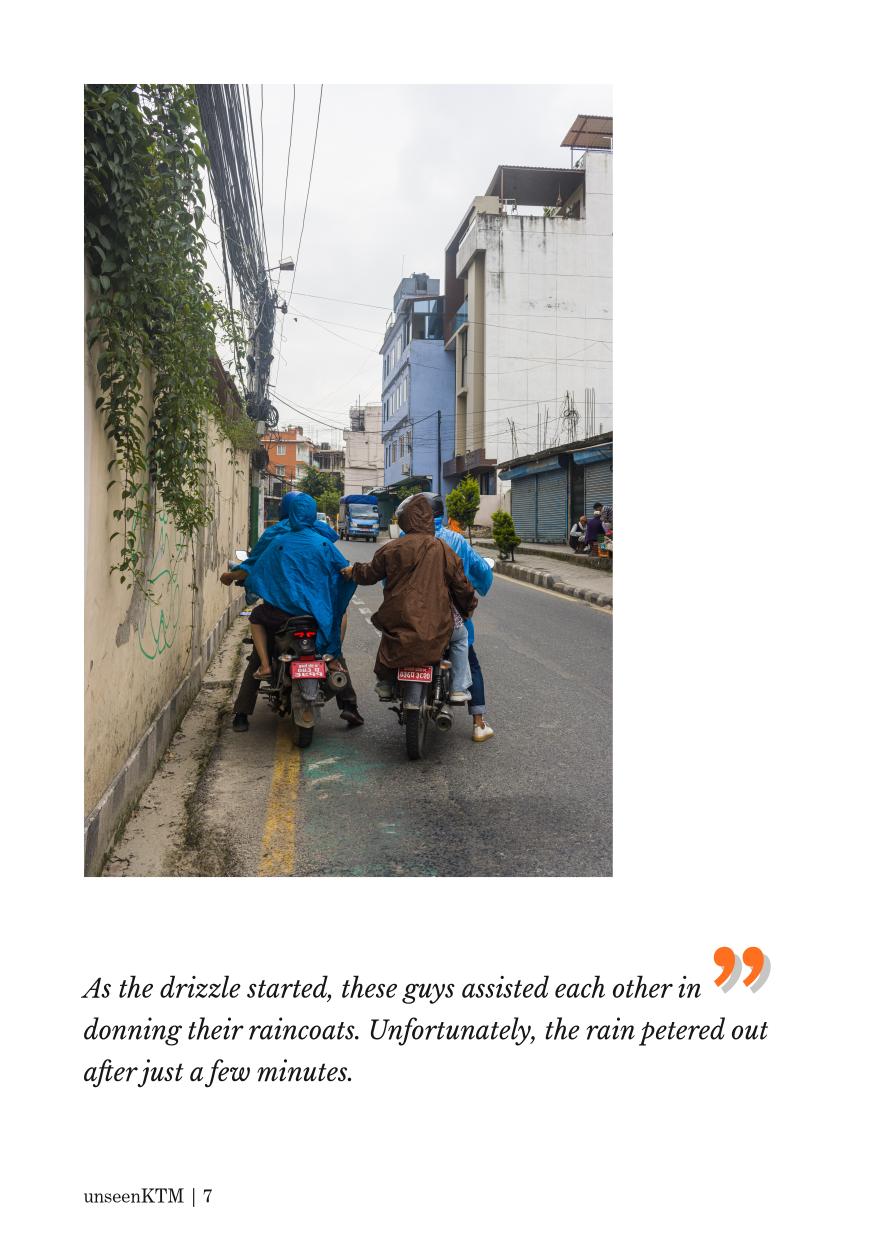 As the drizzle started, these guys assisted each other in
donning their raincoats. Unfortunately, the rain petered out
after just a few minutes.
unseenKTM | 7